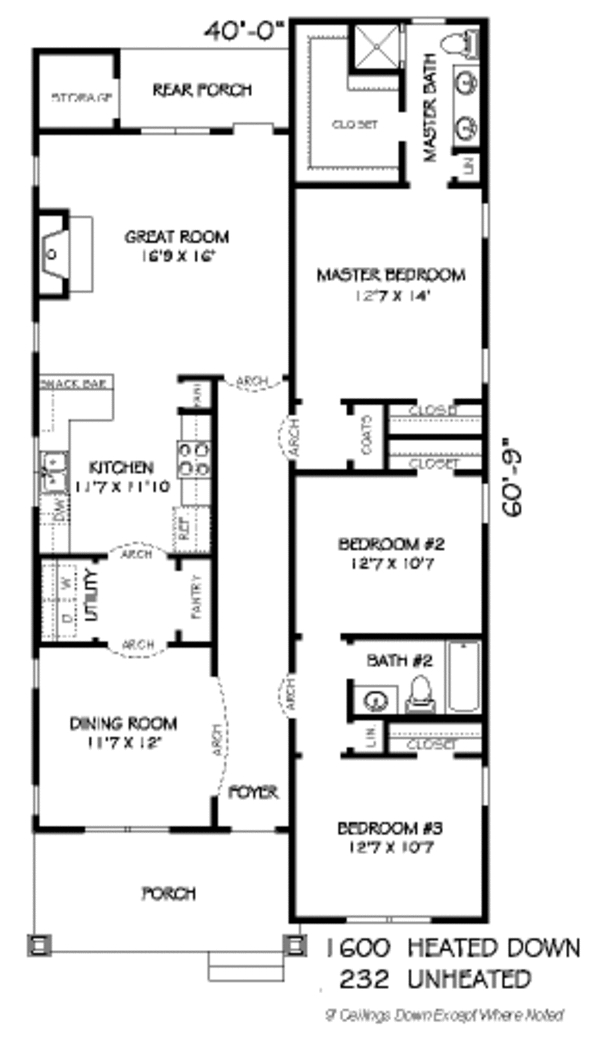 40'-0"
STORAGE
REAR PORCH
CLOSET
MASTER BATH
LIN
GREAT ROOM
16'9 X 16'
MASTER BEDROOM
12'7 X 14'
SNACK BAR
PAN
ARCH
CLOSET
COATS
ARCH
CLOSET
KITCHEN
11'7 X 11'10
DW
REF
60'-9"
ARCH
BEDROOM #2
12'7 X 10'7
W
D
UTILITY
PANTRY
ARCH
BATH #2
ARCH
DINING ROOM
11'7 X 12'
ARCH
LIN
CLOSET
FOYER
BEDROOM #3
12'7 X 10'7
PORCH
1600 HEATED DOWN
232 UNHEATED
9' Ceilings Down Except Where Noted